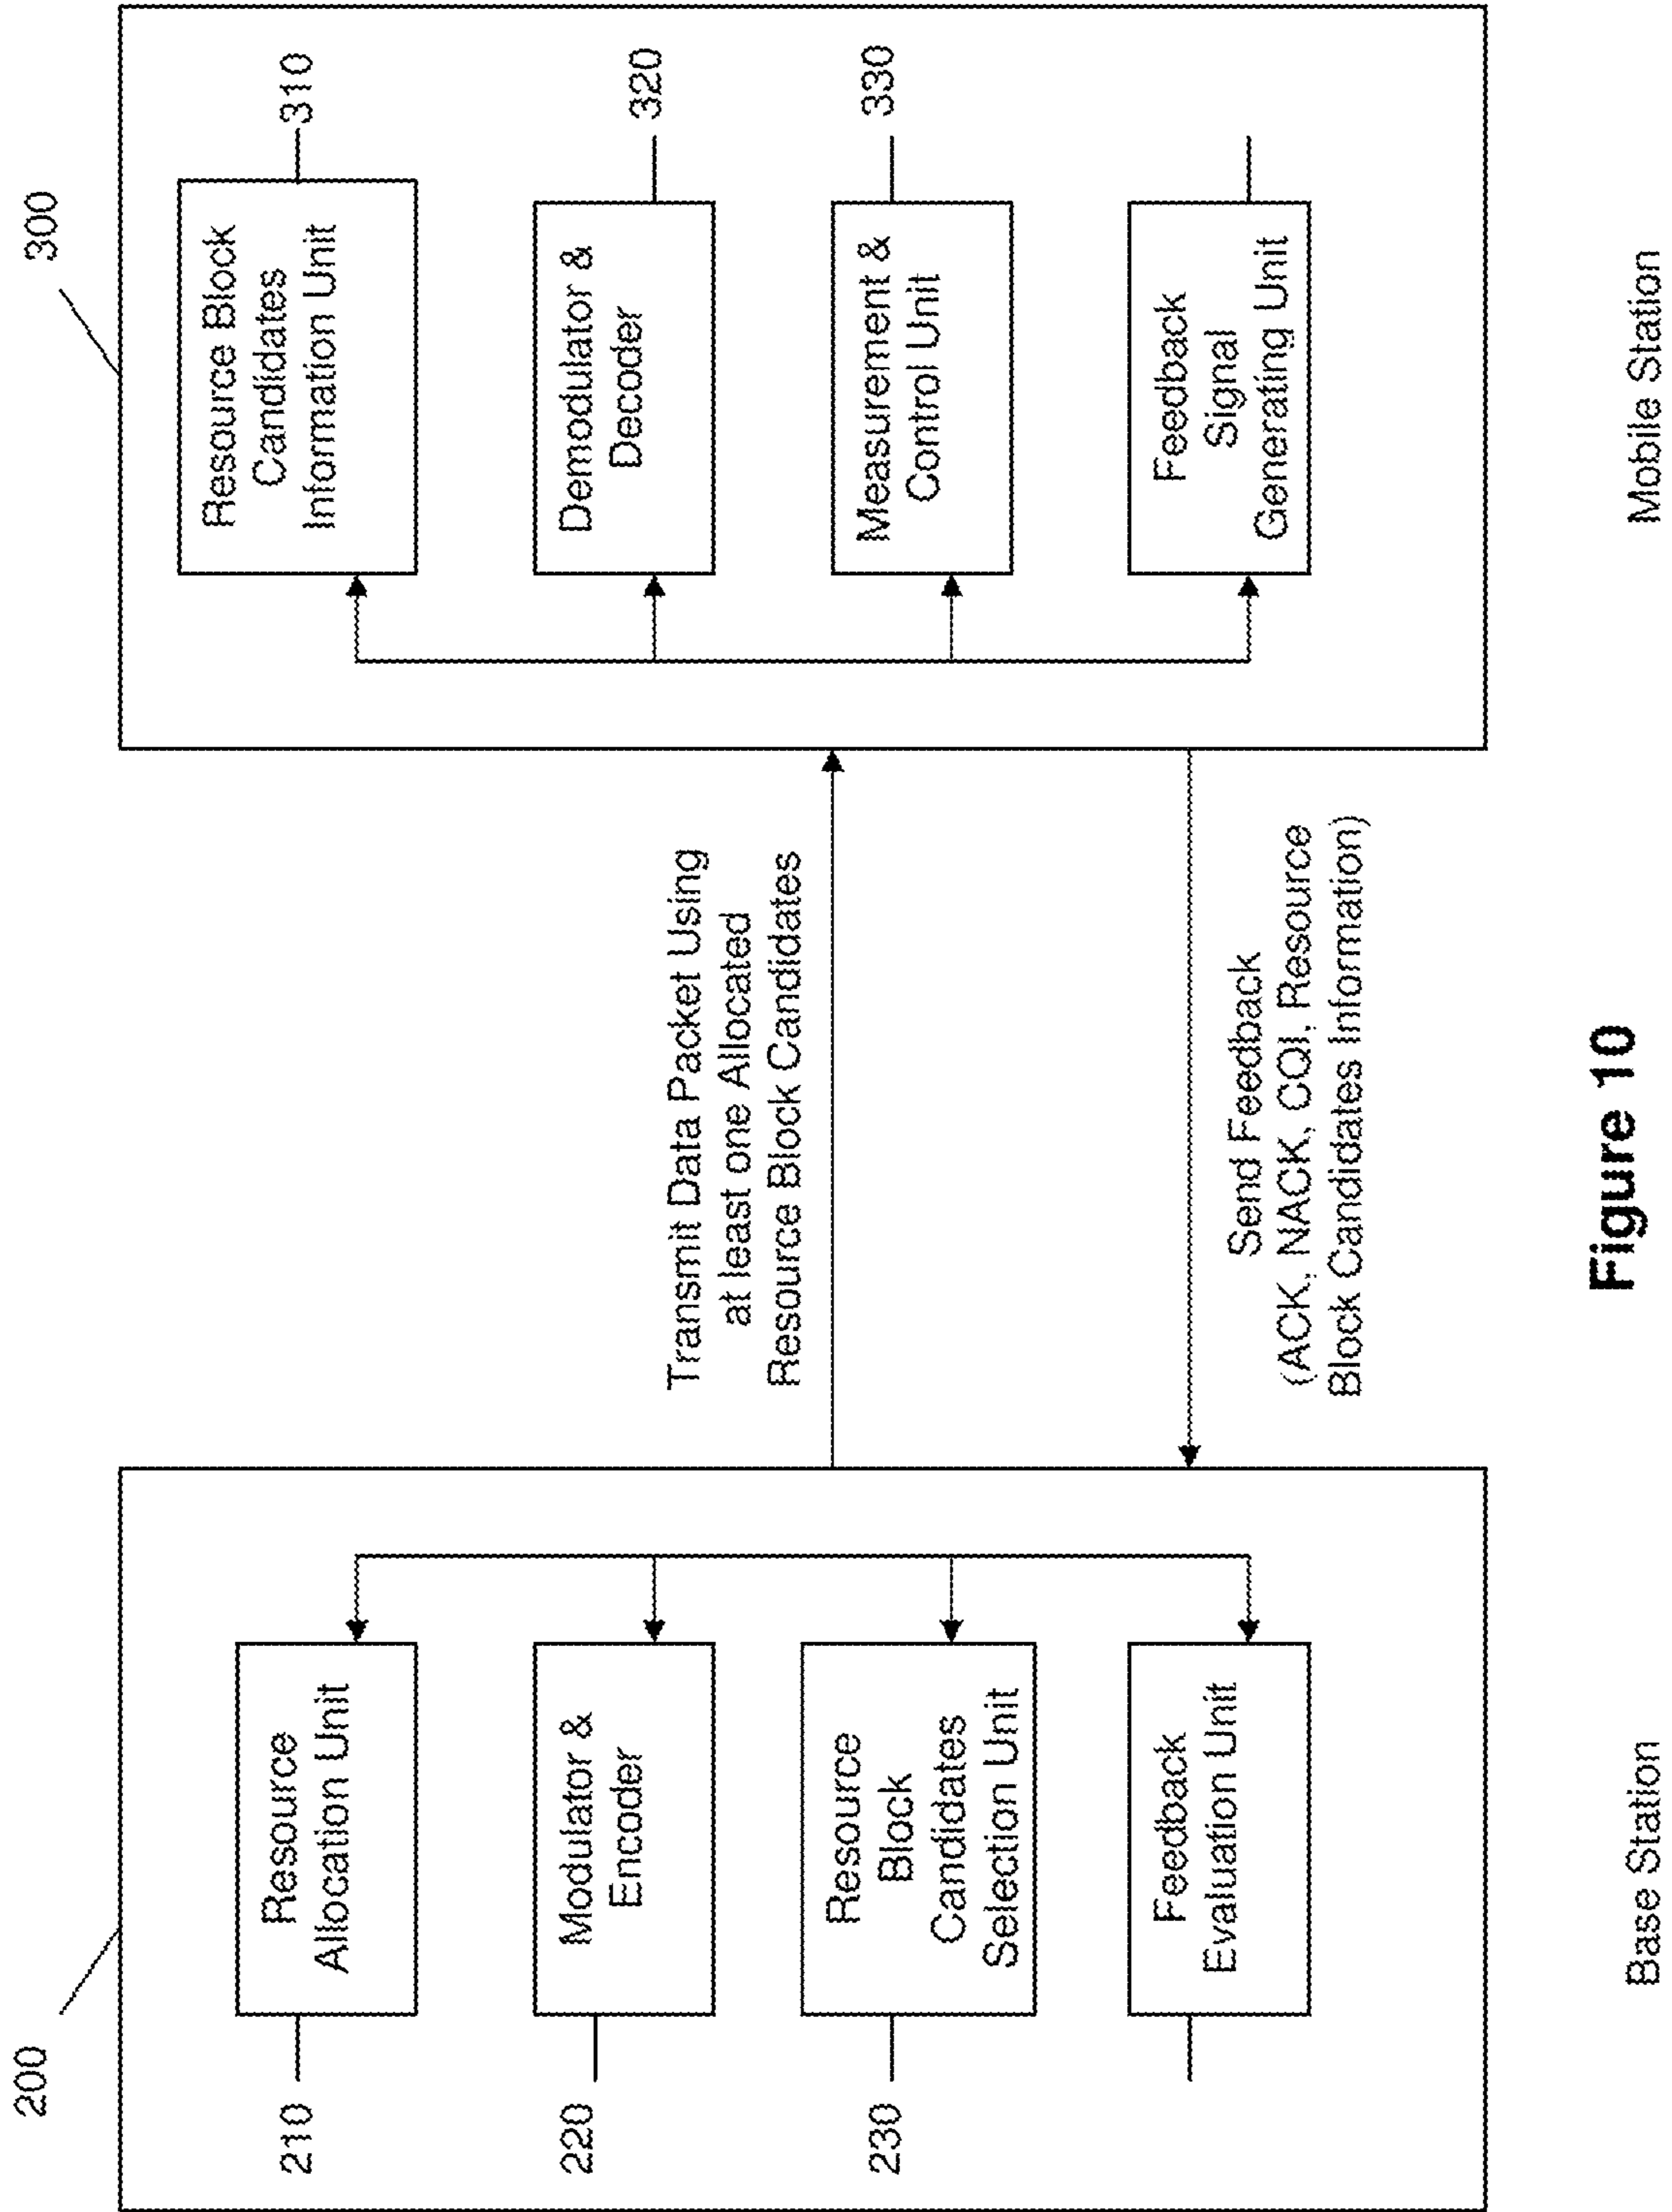 200
210
Resource
Allocation Unit
220
Modulator &
Encoder
230
Resource
Block
Candidates
Selection Unit
Feedback
Evaluation Unit
Base Station
Transmit Data Packet Using
at least one Allocated
Resource Block Candidates
Send Feedback
(ACK, NACK, CQI, Resource
Block Candidates Information)
300
Resource Block
Candidates
Information Unit
310
Demodulator &
Decoder
320
Measurement &
Control Unit
330
Feedback
Signal
Generating Unit
Mobile Station
Figure 10